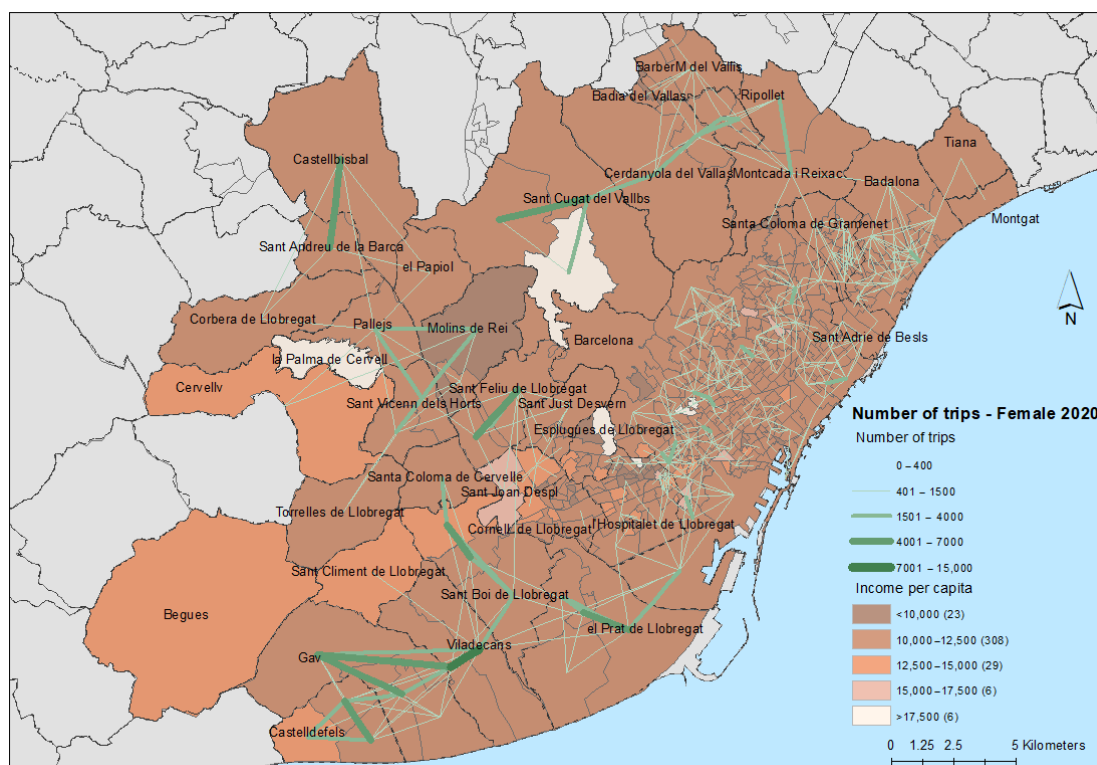 BarberM del Vallis
Badia del Vallas
Ripollet
Tiana
Castellbisbal
Cerdanyola del Vallas
Montcada i Reixac
Badalona
Sant Cugat del Vallbs
Montgat
Santa Coloma de Gramenet
Sant Andreu de la Barca
el Papiol
N
Corbera de Llobregat
Pallejs
Molins de Rei
Barcelona
Sant Adrie de Besls
la Palma de Cervell
Cervellv
Sant Feliu de Llobregat
Sant Vicenn dels Horts
Sant Just Desvern
Esplugues de Llobregat
Santa Coloma de Cervelle
Sant Joan Despl
Torrelles de Llobregat
CornelL de Llobregat
l'Hospitalet de Llobregat
Sant Climent de Llobregat
Sant Boi de Llobregat
Begues
el Prat de Llobregat
Viladecans
Gav
Castelldefels
Number of trips - Female 2020
Number of trips
0 – 400
401 – 1500
1501 – 4000
4001 – 7000
7001 – 15,000
Income per capita
<10,000 (23)
10,000–12,500 (308)
12,500–15,000 (29)
15,000–17,500 (6)
>17,500 (6)
0 1.25 2.5 5 Kilometers